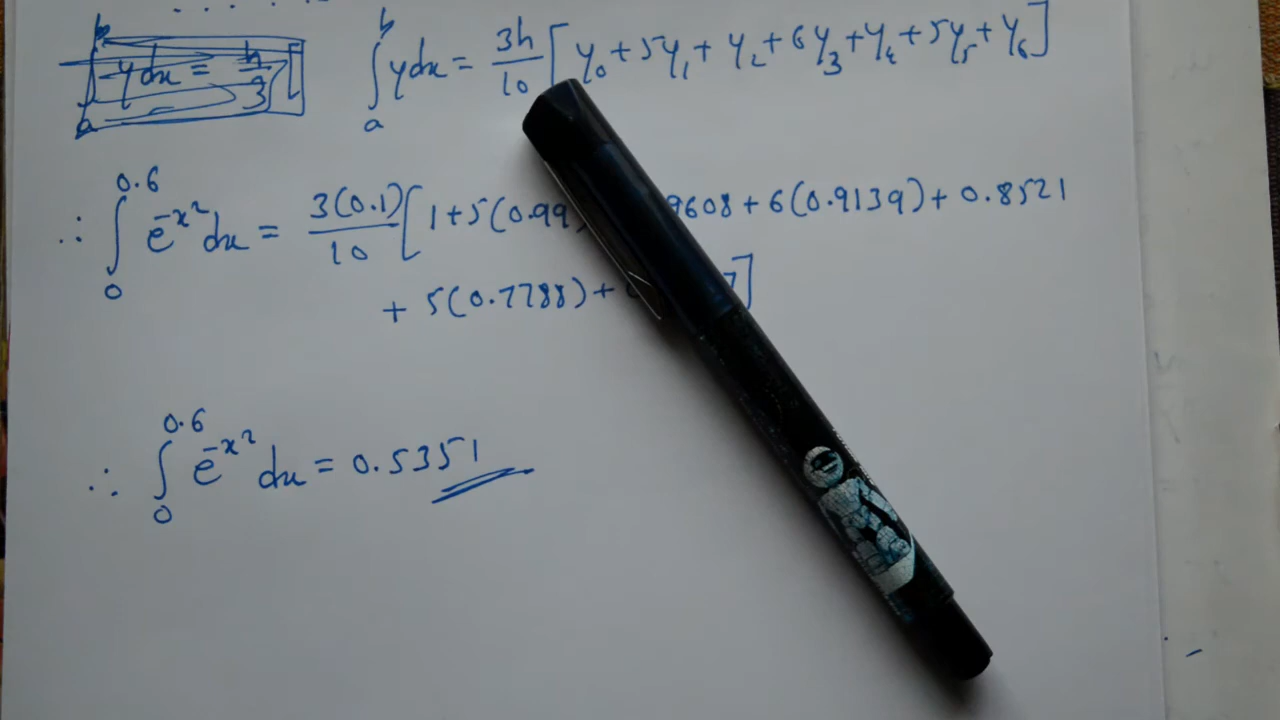 ∫ₐᵇ ydx = 3h/10 [y₀ + 5y₁ + y₂ + 6y₃ + y₄ + 5y₅ + y₆]
∴ ∫₀^0.6 e^-x² dx = 3(0.1)/10 [1 + 5(0.99 9608 + 6(0.9139) + 0.8521
+ 5(0.7788) + 7]
∴ ∫₀^0.6 e^-x² dx = 0.5351